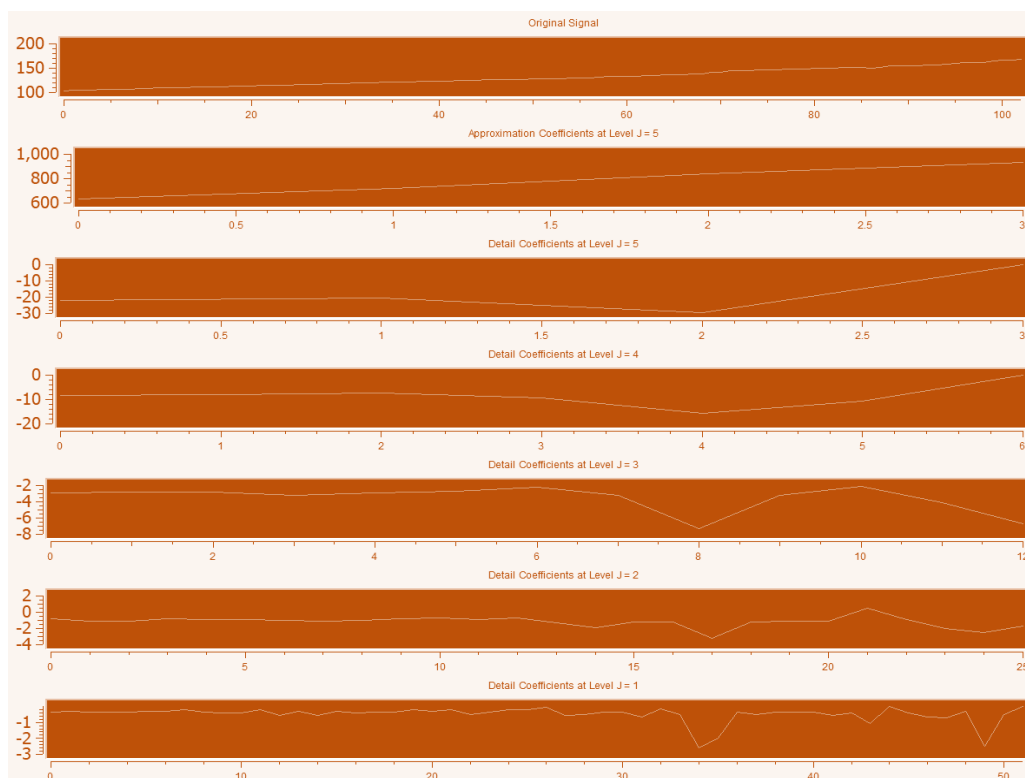 Original Signal
200
150
100
0 20 40 60 80 100
Approximation Coefficients at Level J = 5
1,000
800
600
0 0.5 1 1.5 2 2.5 3
Detail Coefficients at Level J = 5
0
-10
-20
-30
0 0.5 1 1.5 2 2.5 3
Detail Coefficients at Level J = 4
0
-10
-20
0 1 2 3 4 5 6
Detail Coefficients at Level J = 3
-2
-4
-6
-8
0 2 4 6 8 10 12
Detail Coefficients at Level J = 2
2
0
-2
-4
0 5 10 15 20 25
Detail Coefficients at Level J = 1
-1
-2
-3
0 10 20 30 40 50